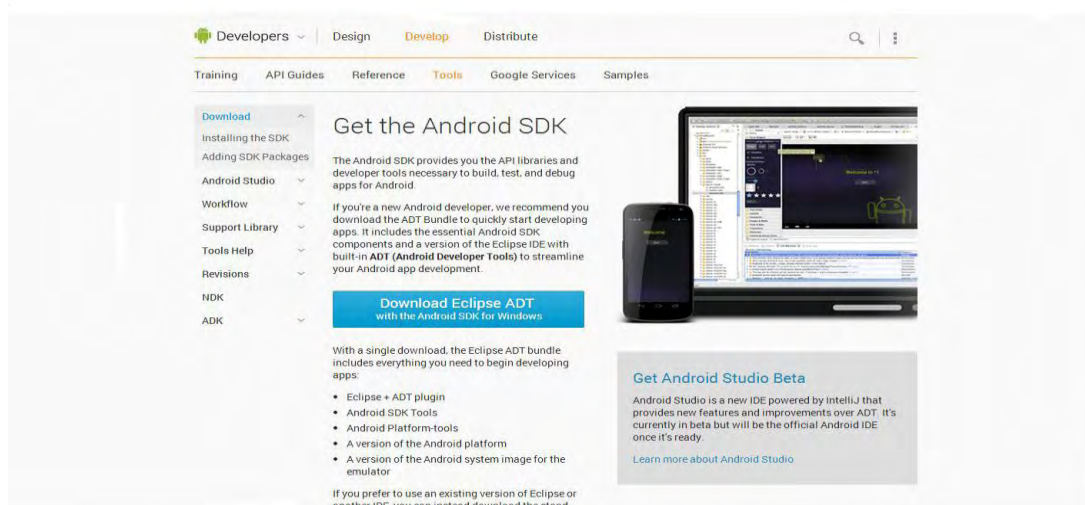 Developers
Design Develop Distribute
Training API Guides Reference Tools Google Services Samples
Download
Installing the SDK
Adding SDK Packages
Android Studio
Workflow
Support Library
Tools Help
Revisions
NDK
ADK
Get the Android SDK
The Android SDK provides you the API libraries and
developer tools necessary to build, test, and debug
apps for Android.
If you're a new Android developer, we recommend you
download the ADT Bundle to quickly start developing
apps. It includes the essential Android SDK
components and a version of the Eclipse IDE with
built-in ADT (Android Developer Tools) to streamline
your Android app development.
Download Eclipse ADT
with the Android SDK for Windows
With a single download, the Eclipse ADT bundle
includes everything you need to begin developing
apps:
• Eclipse + ADT plugin
• Android SDK Tools
• Android Platform-tools
• A version of the Android platform
• A version of the Android system image for the
emulator
If you prefer to use an existing version of Eclipse or
Get Android Studio Beta
Android Studio is a new IDE powered by IntelliJ that
provides new features and improvements over ADT. It's
currently in beta but will be the official Android IDE
once it's ready.
Learn more about Android Studio